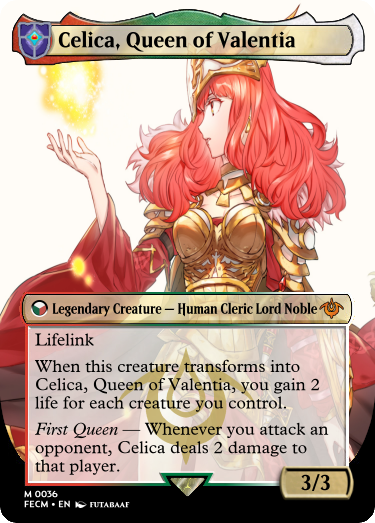 Celica, Queen of Valentia
Legendary Creature — Human Cleric Lord Noble
Lifelink
When this creature transforms into
Celica, Queen of Valentia, you gain 2
life for each creature you control.
First Queen — Whenever you attack an
opponent, Celica deals 2 damage to
that player.
3/3
M 0036
FECM • EN FUTABAAF